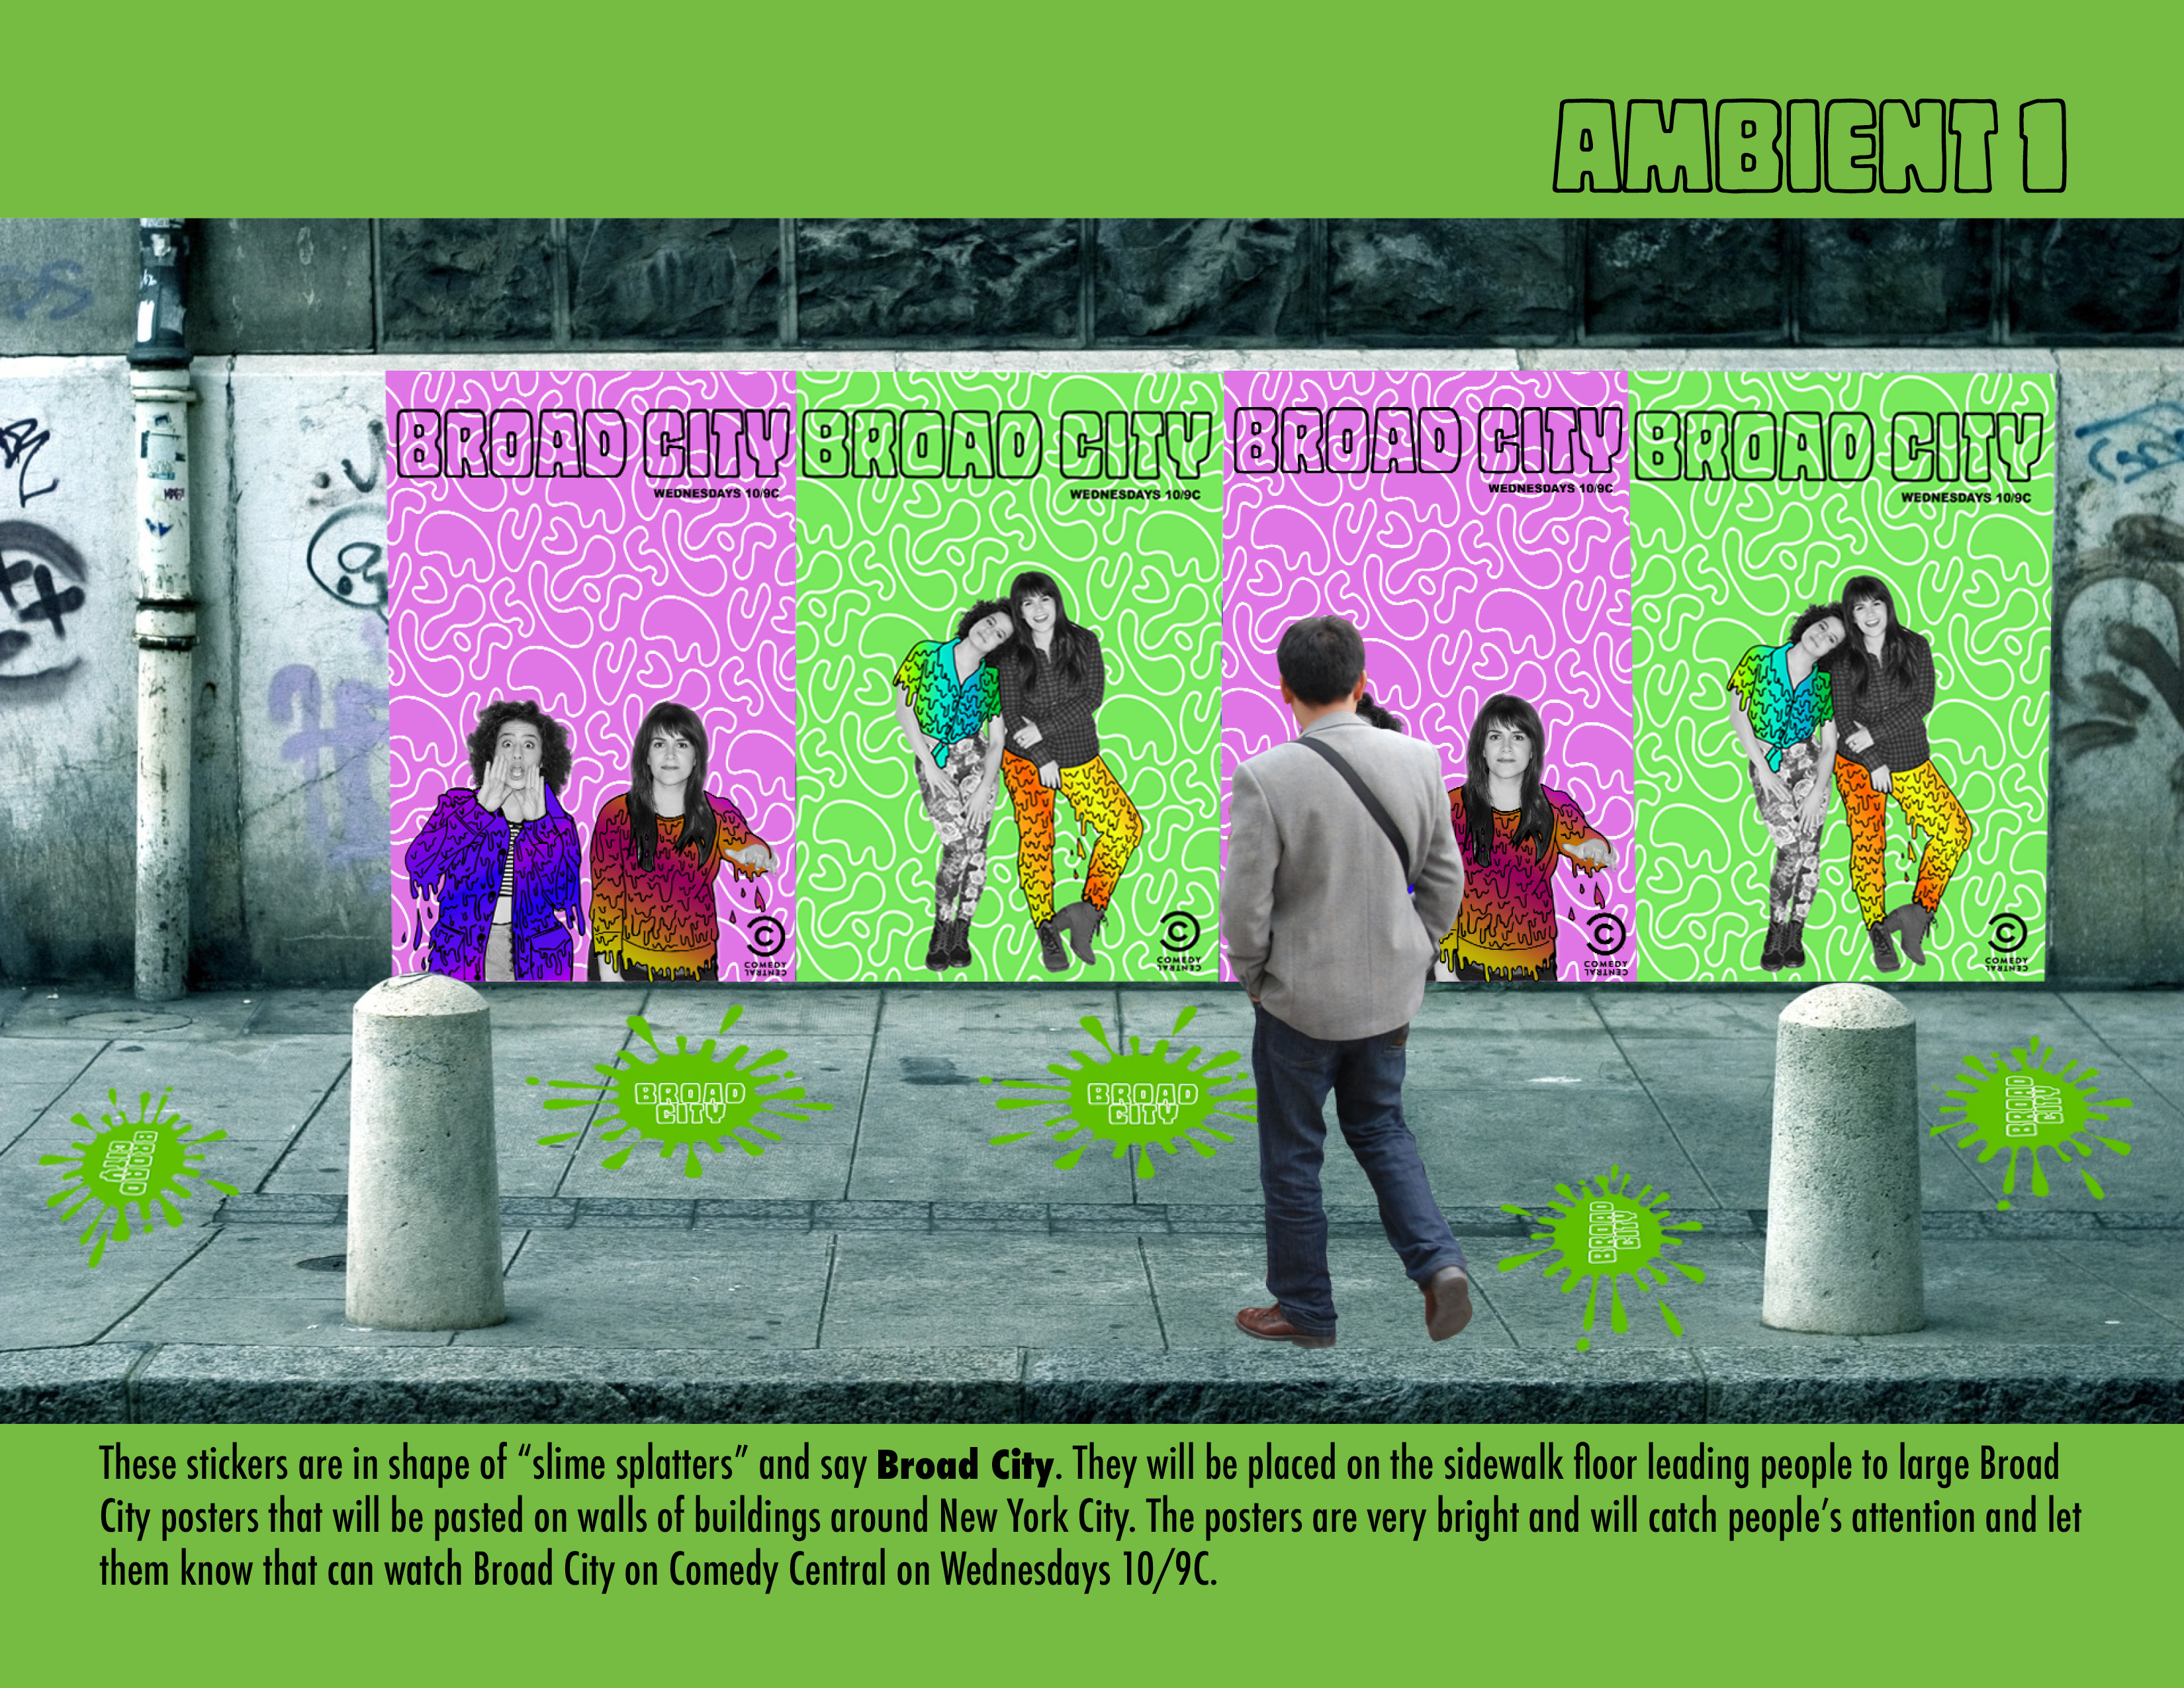 AMBIENT 1
BROAD CITY
WEDNESDAYS 10/9C
COMEDY
CENTRAL
BROAD CITY
WEDNESDAYS 10/9C
COMEDY
CENTRAL
BROAD CITY
WEDNESDAYS 10/9C
COMEDY
CENTRAL
BROAD CITY
WEDNESDAYS 10/9C
COMEDY
CENTRAL
BROAD
CITY
BROAD
CITY
BROAD
CITY
BROAD
CITY
BROAD
CITY
These stickers are in shape of “slime splatters” and say Broad City. They will be placed on the sidewalk floor leading people to large Broad
City posters that will be pasted on walls of buildings around New York City. The posters are very bright and will catch people’s attention and let
them know that can watch Broad City on Comedy Central on Wednesdays 10/9C.